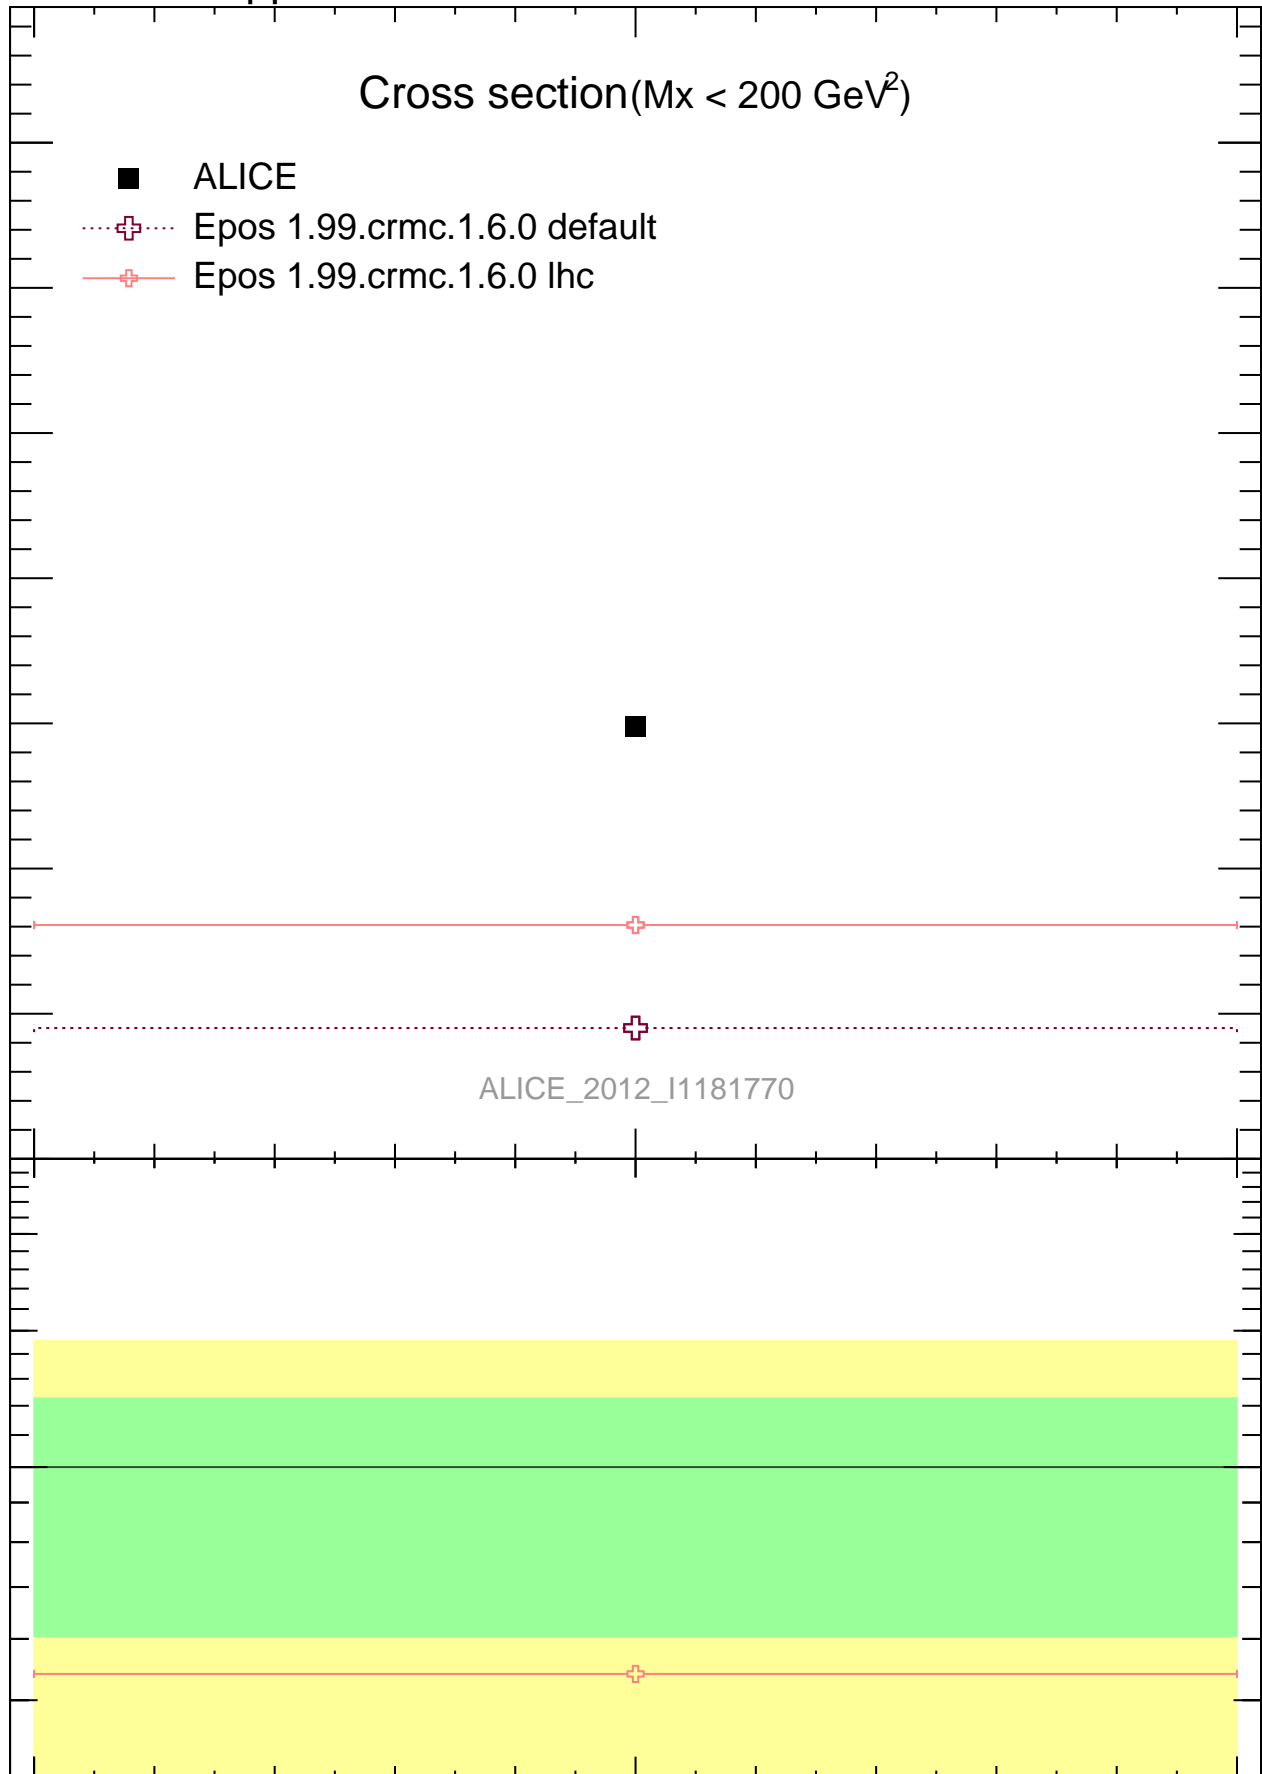 pp
Cross section(Mx < 200 GeV²)
ALICE
Epos 1.99.crmc.1.6.0 default
Epos 1.99.crmc.1.6.0 lhc
ALICE_2012_I1181770